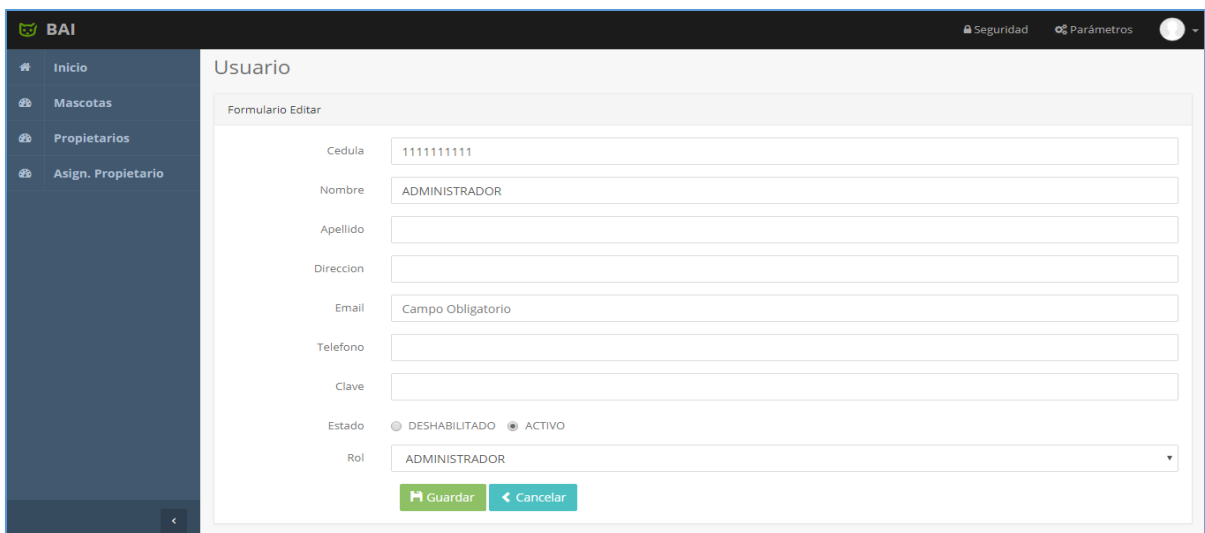 BAI
Seguridad
Parámetros
Inicio
Mascotas
Propietarios
Asign. Propietario
Usuario
Formulario Editar
Cedula
1111111111
Nombre
ADMINISTRADOR
Apellido
Direccion
Email
Campo Obligatorio
Telefono
Clave
Estado
DESHABILITADO
ACTIVO
Rol
ADMINISTRADOR
Guardar
Cancelar